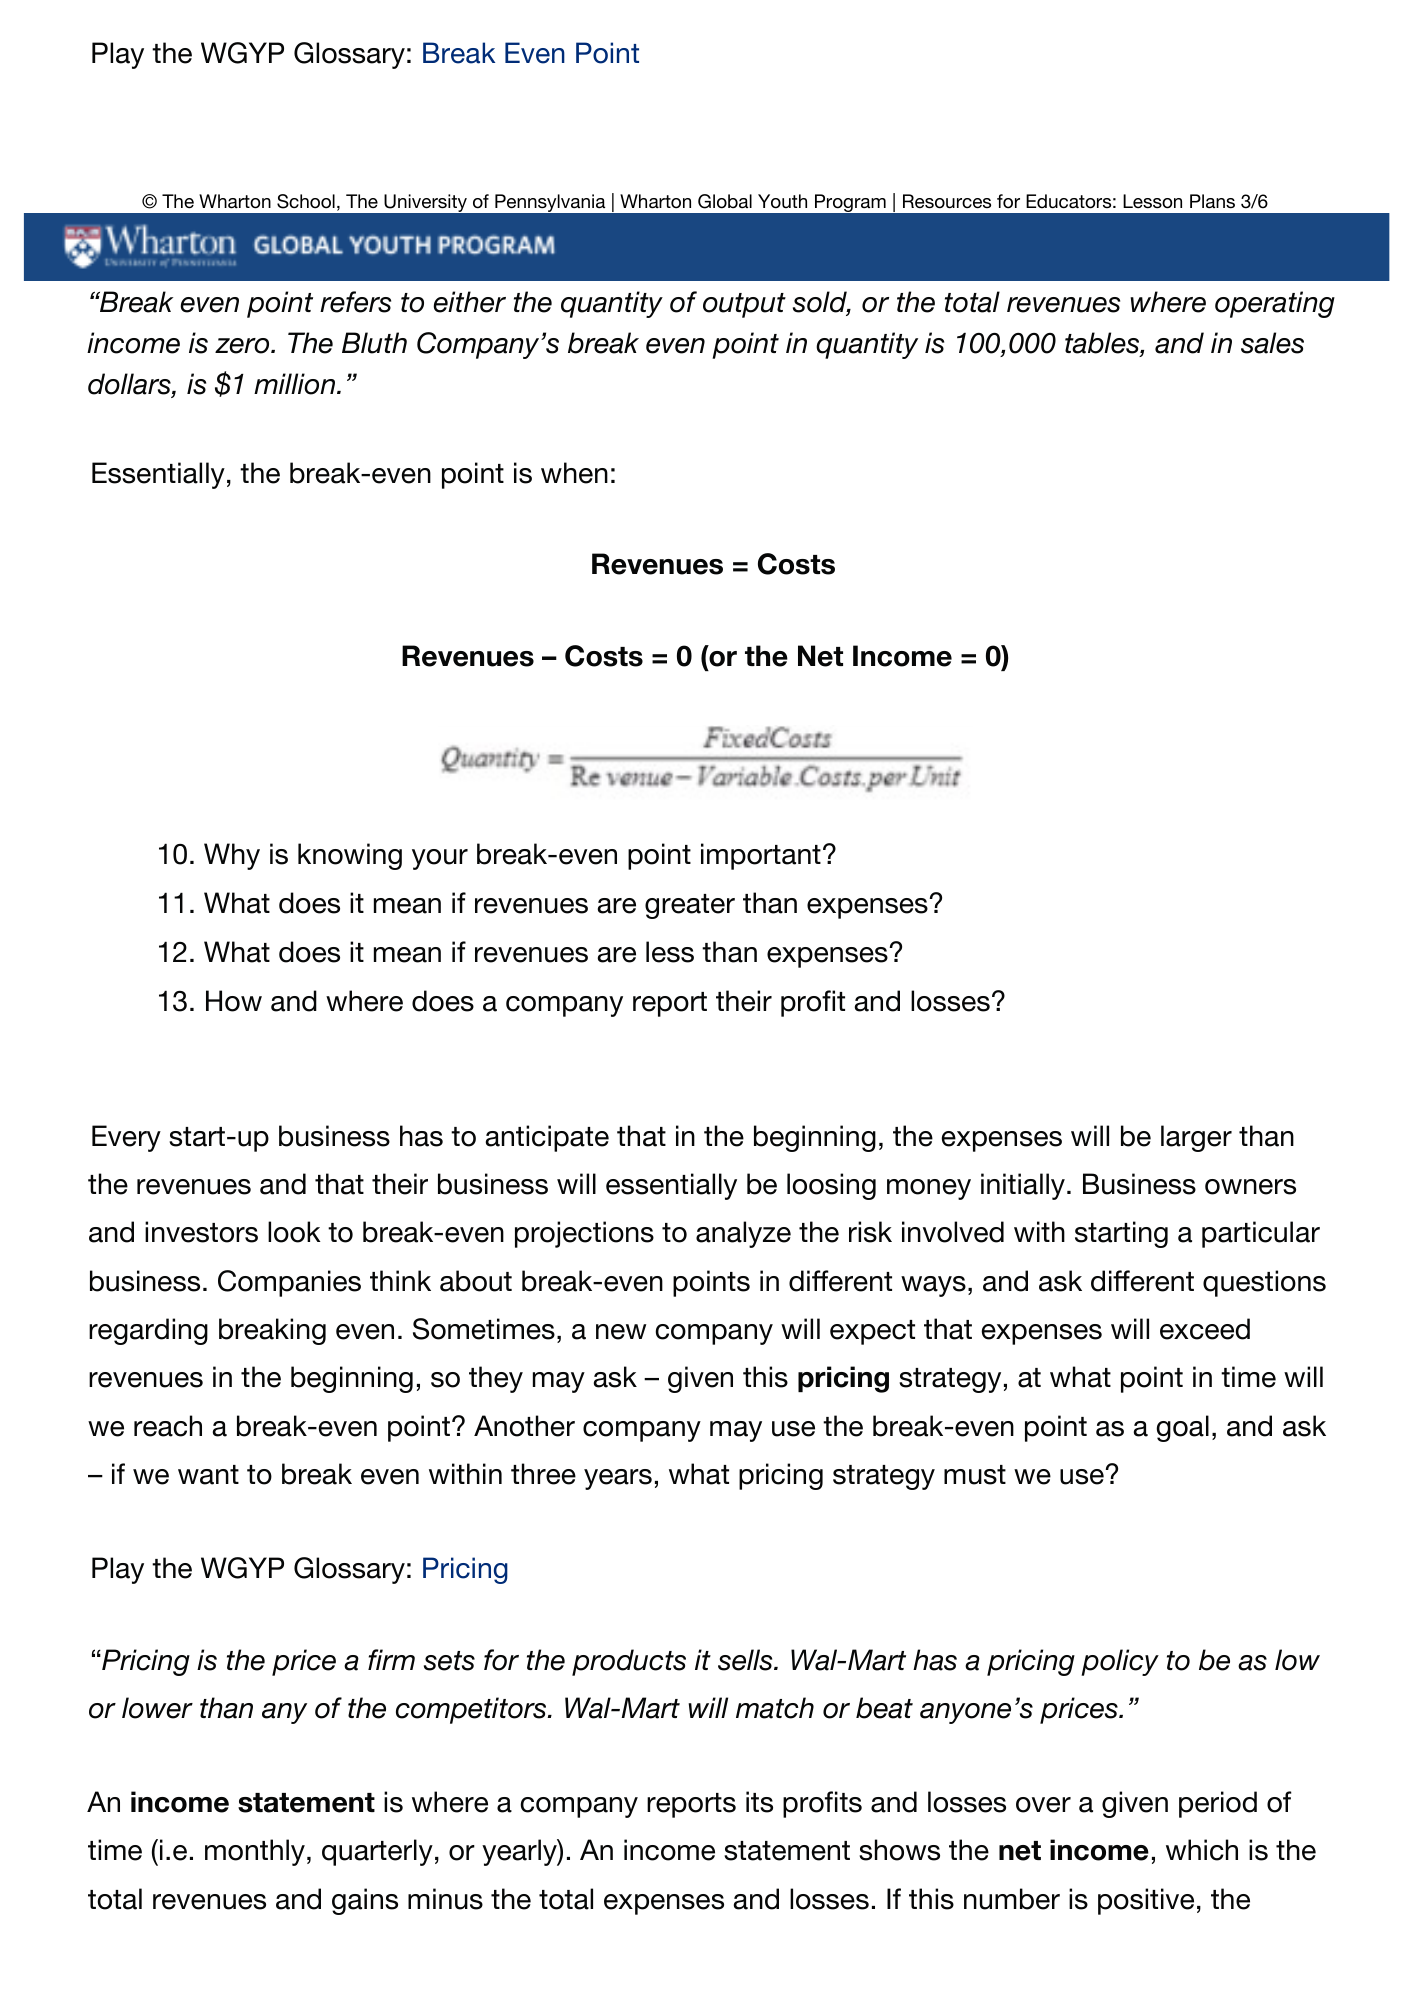 Play the WGYP Glossary: Break Even Point
© The Wharton School, The University of Pennsylvania | Wharton Global Youth Program | Resources for Educators: Lesson Plans 3/6
Wharton GLOBAL YOUTH PROGRAM
UNIVERSITY of PENNSYLVANIA
“Break even point refers to either the quantity of output sold, or the total revenues where operating
income is zero. The Bluth Company’s break even point in quantity is 100,000 tables, and in sales
dollars, is $1 million.”
Essentially, the break-even point is when:
Revenues = Costs
Revenues – Costs = 0 (or the Net Income = 0)
FixedCosts
Quantity =
Re venue – Variable.Costs.per Unit
10. Why is knowing your break-even point important?
11. What does it mean if revenues are greater than expenses?
12. What does it mean if revenues are less than expenses?
13. How and where does a company report their profit and losses?
Every start-up business has to anticipate that in the beginning, the expenses will be larger than
the revenues and that their business will essentially be loosing money initially. Business owners
and investors look to break-even projections to analyze the risk involved with starting a particular
business. Companies think about break-even points in different ways, and ask different questions
regarding breaking even. Sometimes, a new company will expect that expenses will exceed
revenues in the beginning, so they may ask – given this pricing strategy, at what point in time will
we reach a break-even point? Another company may use the break-even point as a goal, and ask
– if we want to break even within three years, what pricing strategy must we use?
Play the WGYP Glossary: Pricing
“Pricing is the price a firm sets for the products it sells. Wal-Mart has a pricing policy to be as low
or lower than any of the competitors. Wal-Mart will match or beat anyone’s prices.”
An income statement is where a company reports its profits and losses over a given period of
time (i.e. monthly, quarterly, or yearly). An income statement shows the net income, which is the
total revenues and gains minus the total expenses and losses. If this number is positive, the